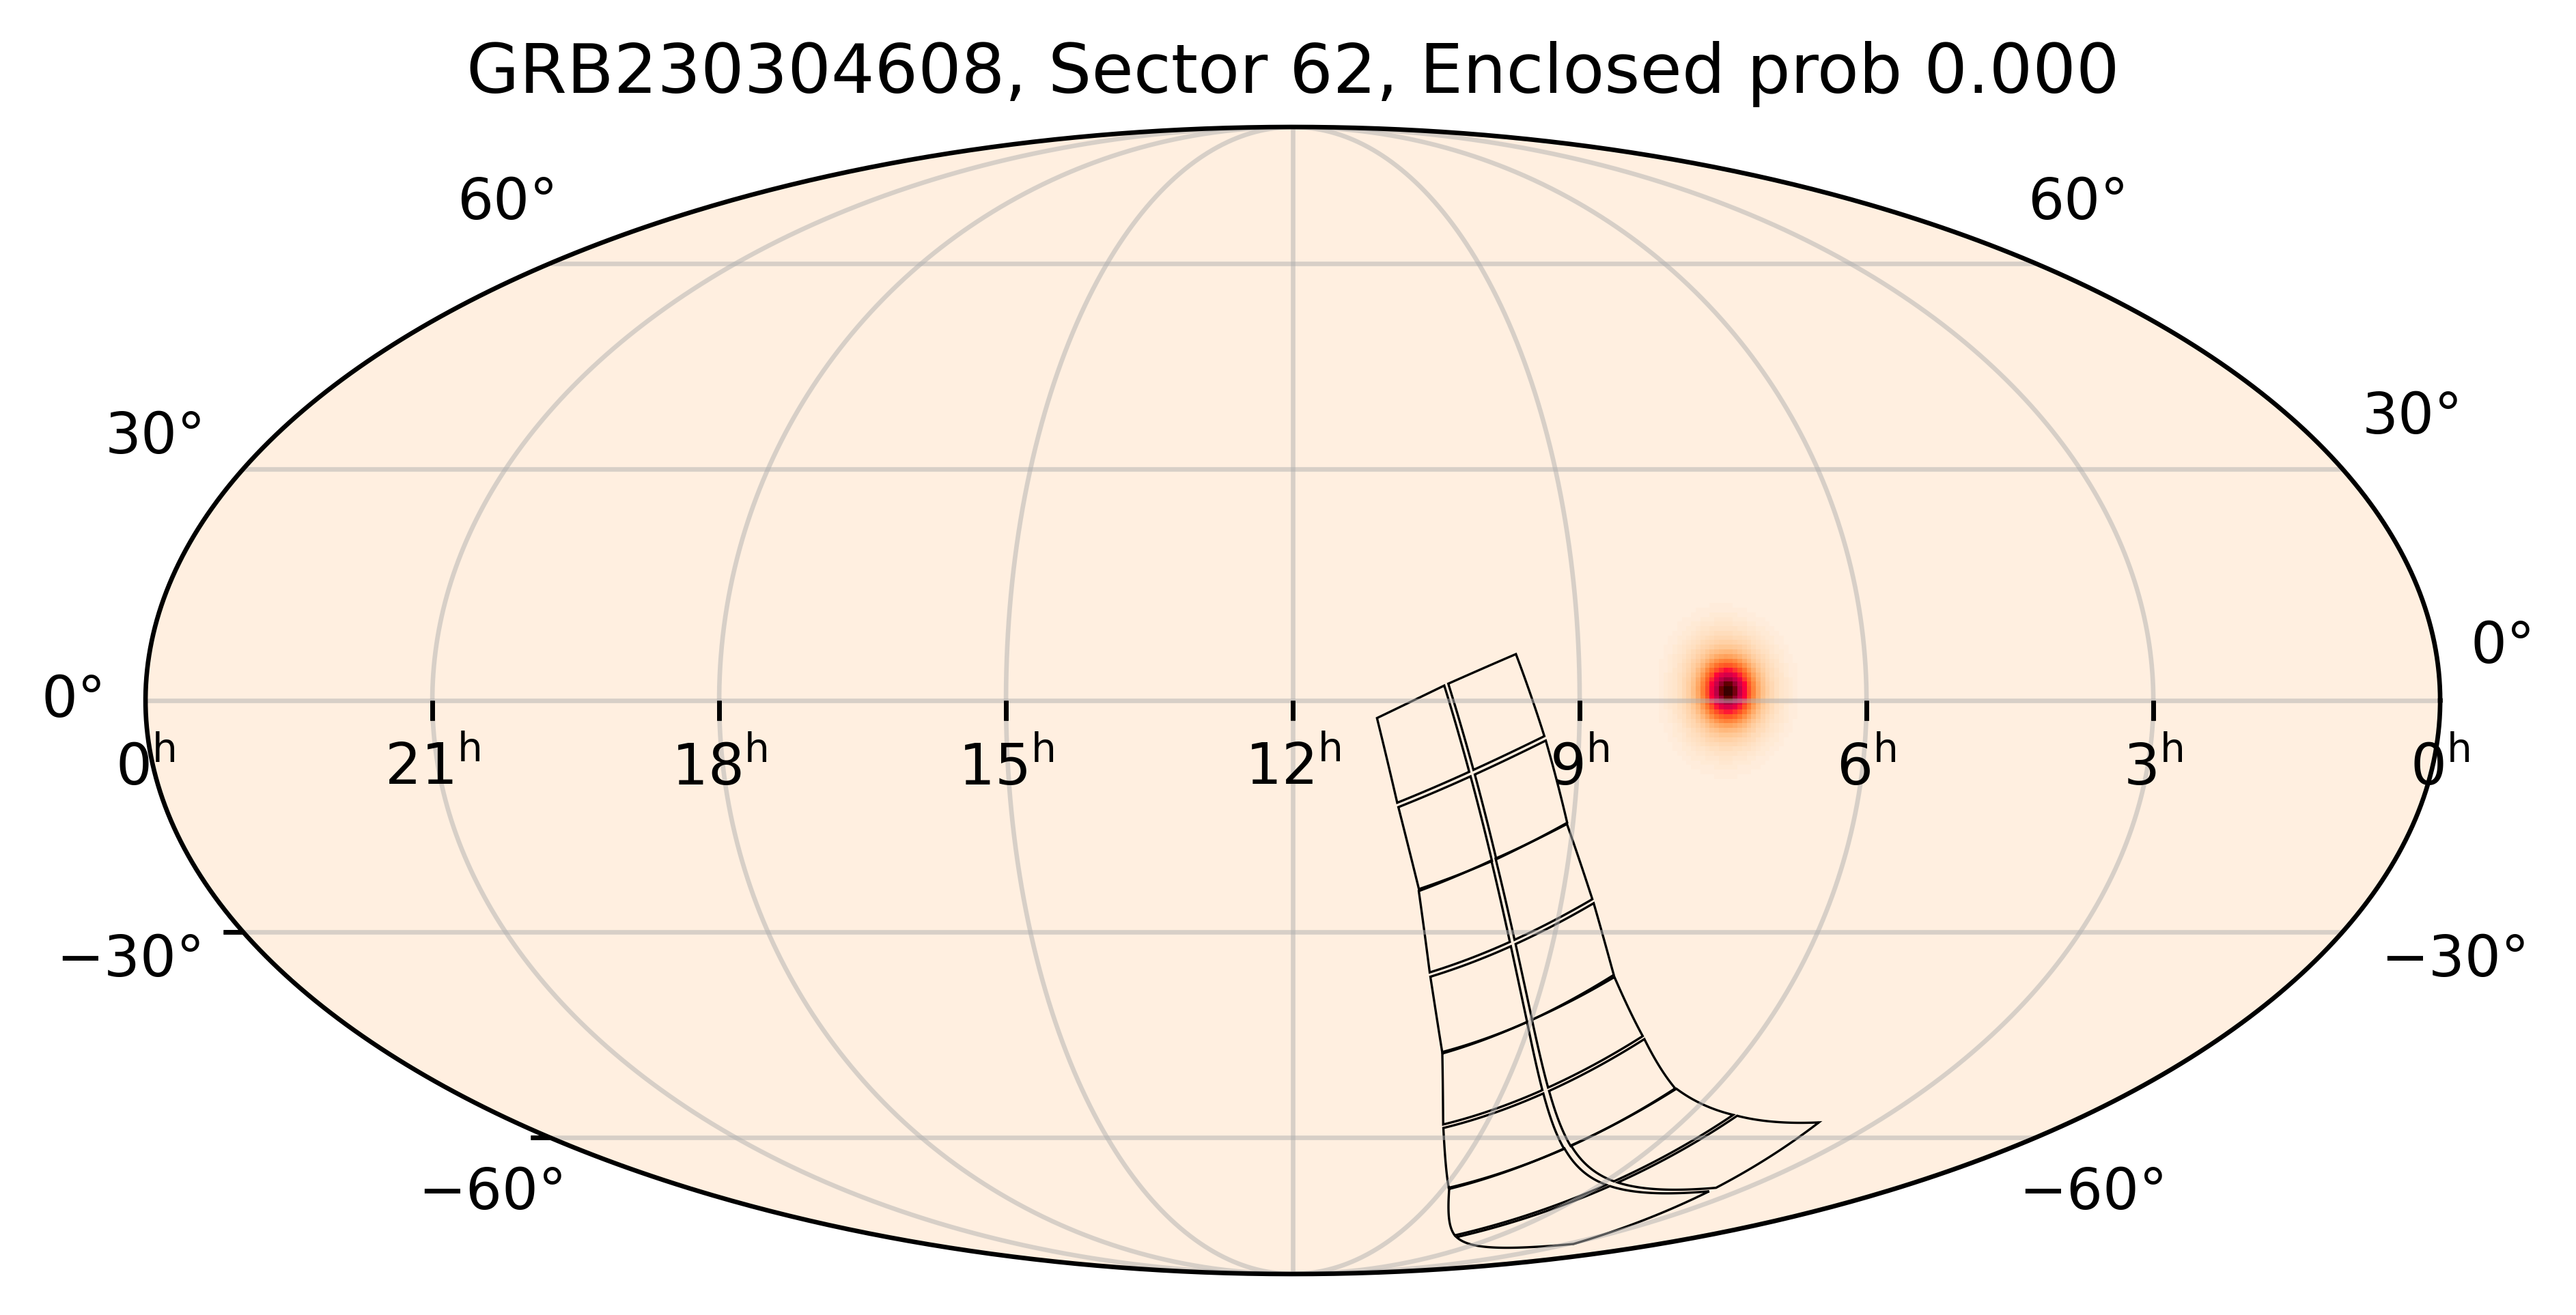 GRB230304608, Sector 62, Enclosed prob 0.000
60° 60°
30° 30°
0° 0°
0ʰ 21ʰ 18ʰ 15ʰ 12ʰ 9ʰ 6ʰ 3ʰ 0ʰ
−30° −30°
−60° −60°